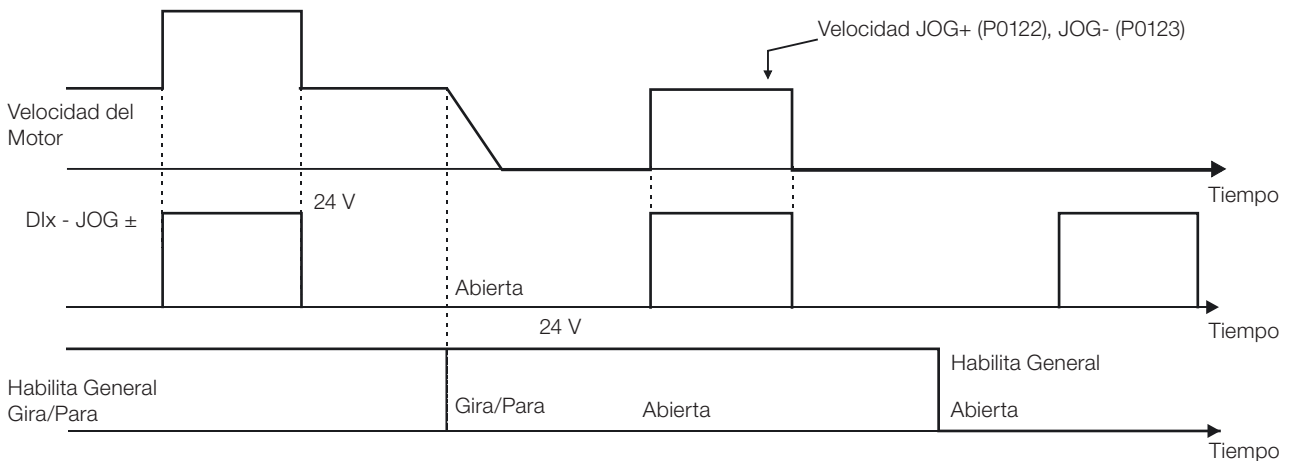 Velocidad JOG+ (P0122), JOG- (P0123)
Velocidad del
Motor
Tiempo
24 V
DIx - JOG ±
Abierta
Tiempo
24 V
Habilita General
Habilita General
Gira/Para
Gira/Para
Abierta
Abierta
Tiempo